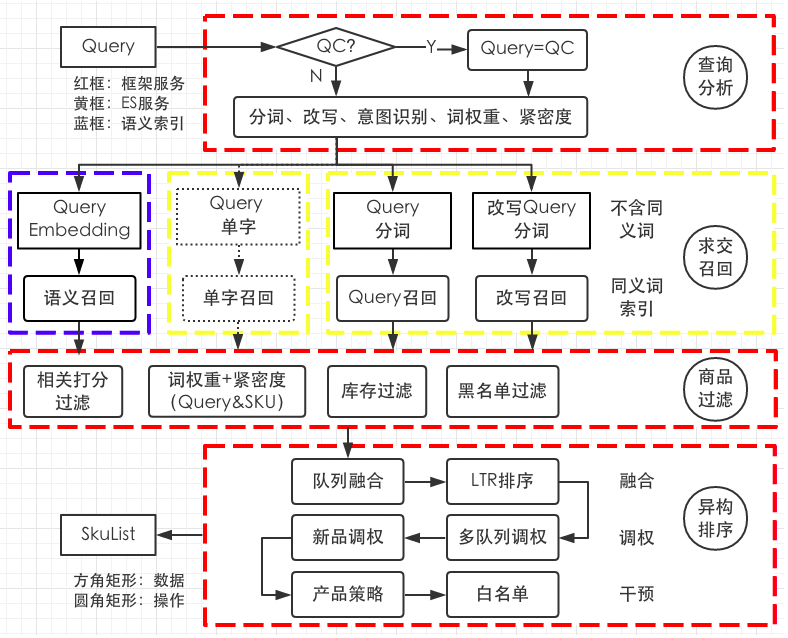 Query
QC?
Y
Query=QC
N
查询
分析
红框：框架服务
黄框：ES服务
蓝框：语义索引
分词、改写、意图识别、词权重、紧密度
Query
Embedding
Query
单字
Query
分词
改写Query
分词
不含同
义词
求交
召回
语义召回
单字召回
Query召回
改写召回
同义词
索引
相关打分
过滤
词权重+紧密度
（Query&SKU）
库存过滤
黑名单过滤
商品
过滤
队列融合
LTR排序
融合
异构
排序
SkuList
新品调权
多队列调权
调权
方角矩形：数据
圆角矩形：操作
产品策略
白名单
干预